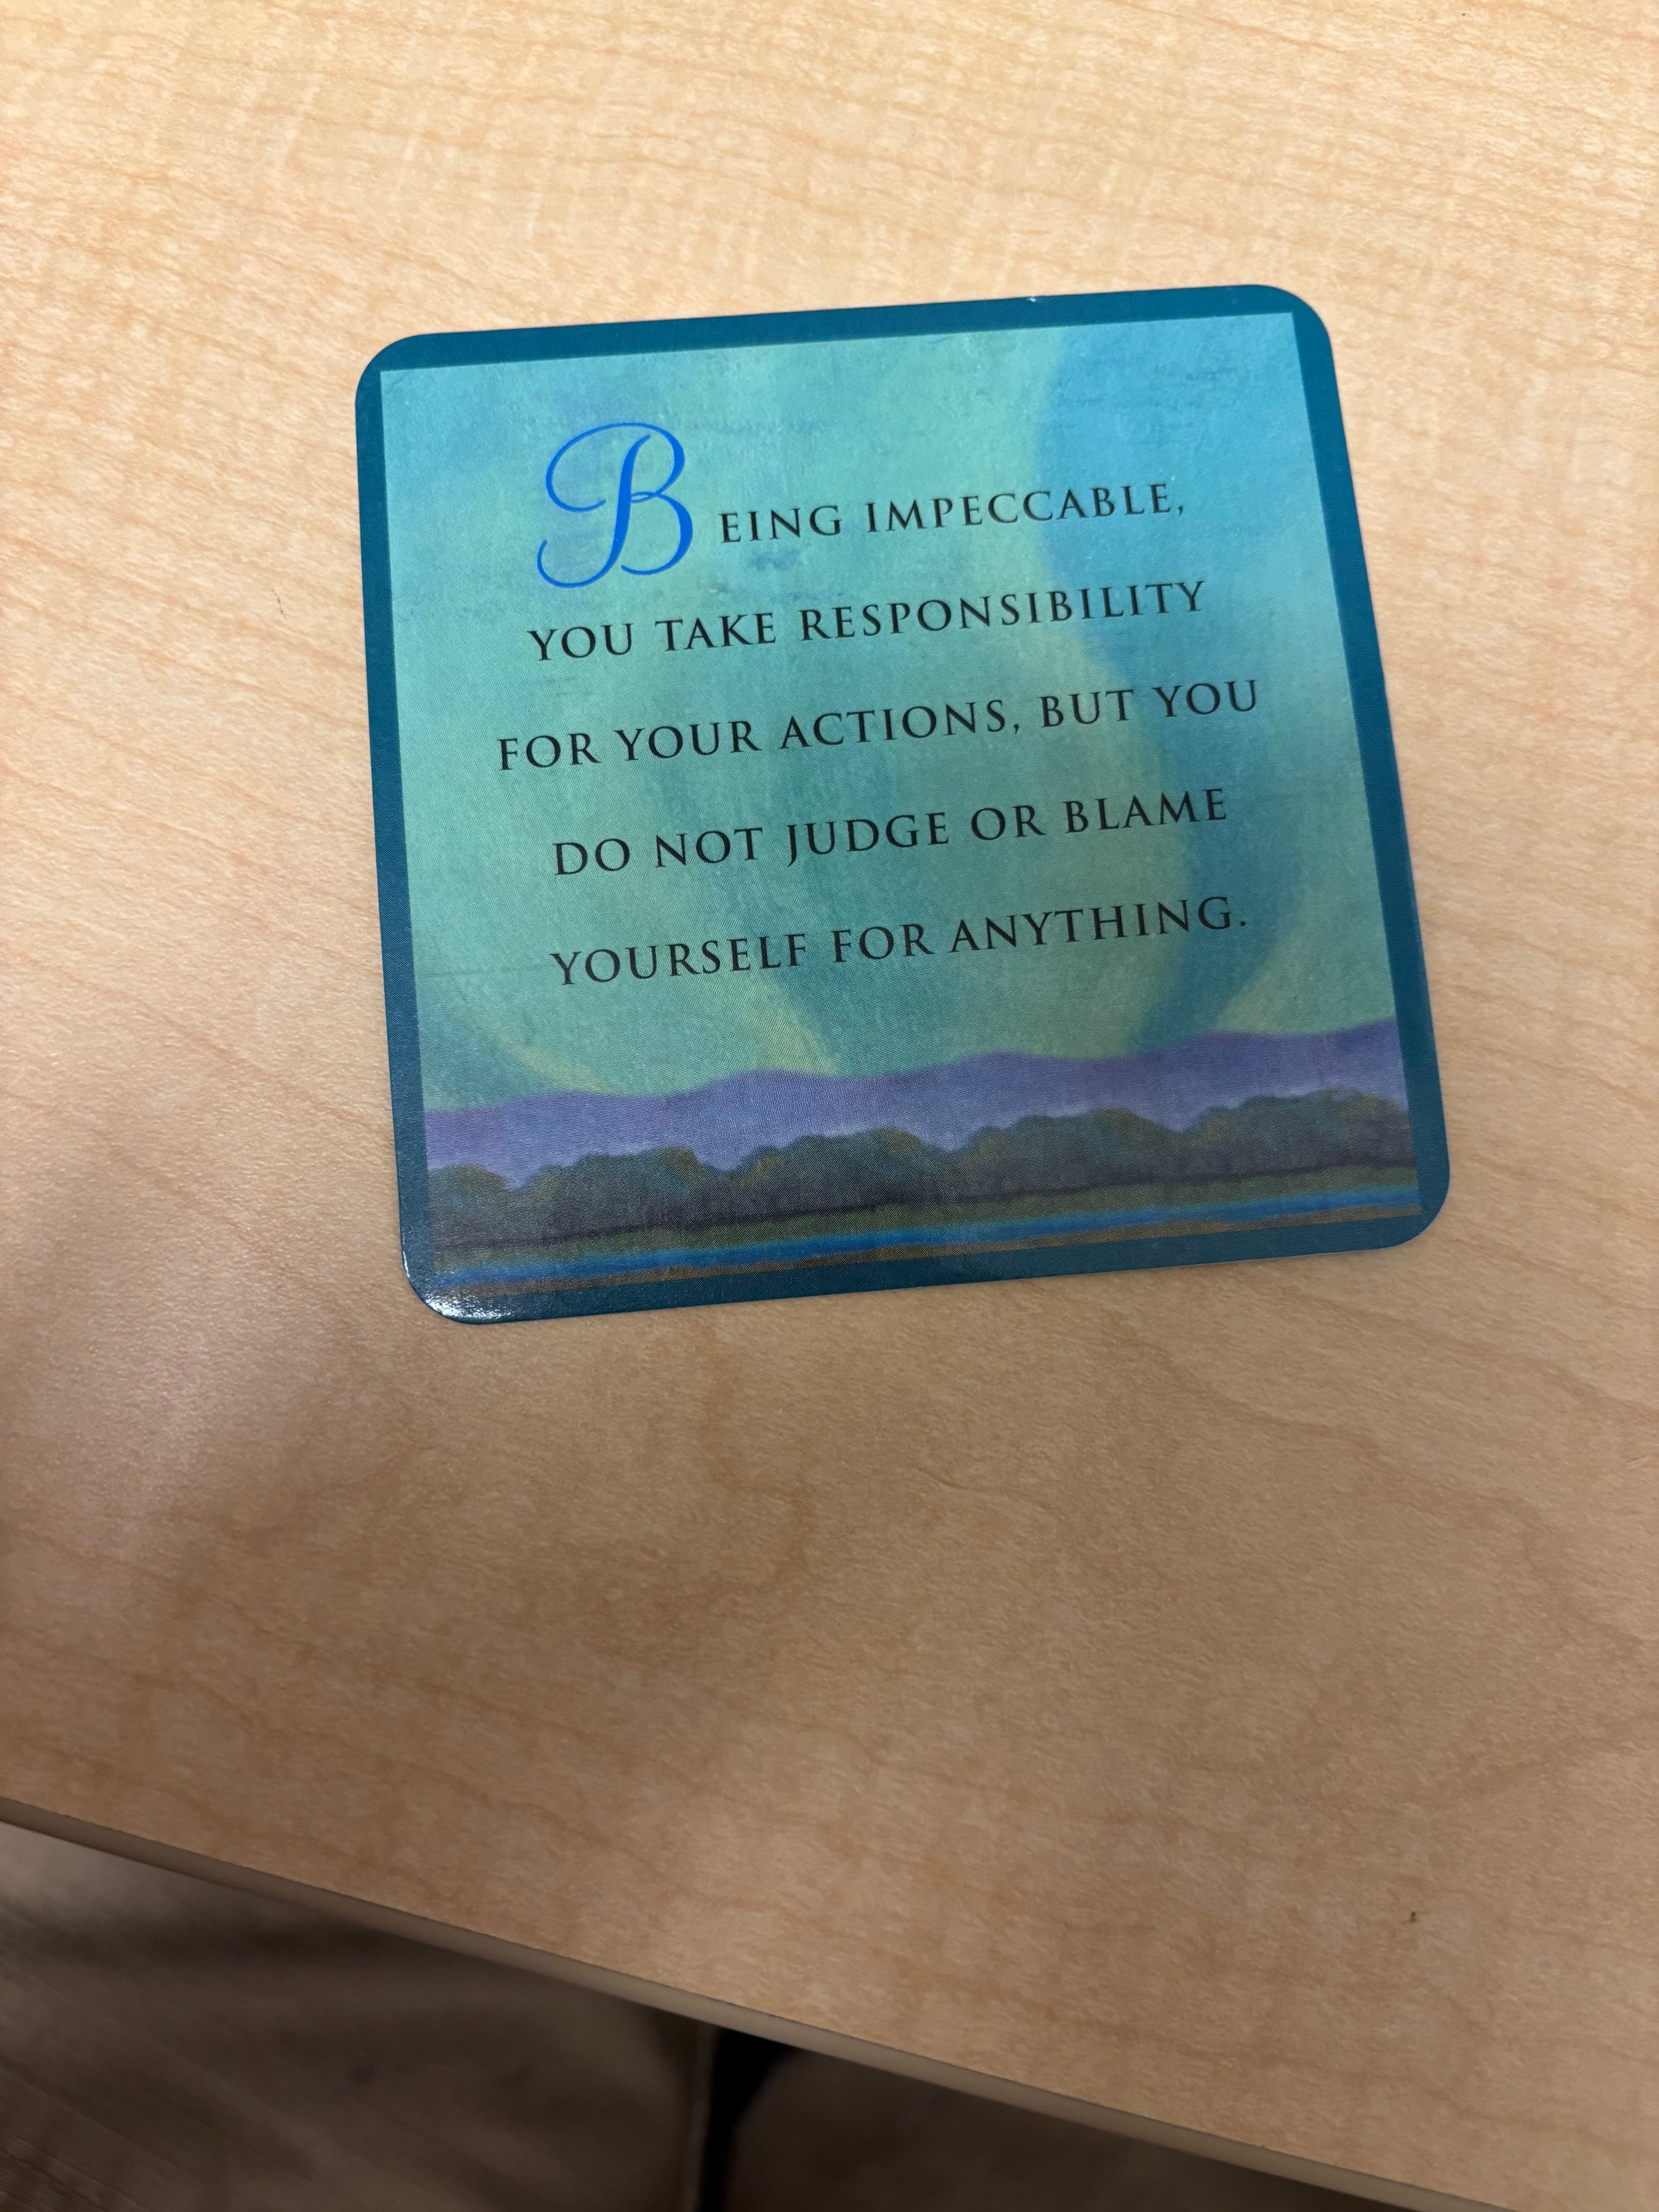 BEING IMPECCABLE,
YOU TAKE RESPONSIBILITY
FOR YOUR ACTIONS, BUT YOU
DO NOT JUDGE OR BLAME
YOURSELF FOR ANYTHING.